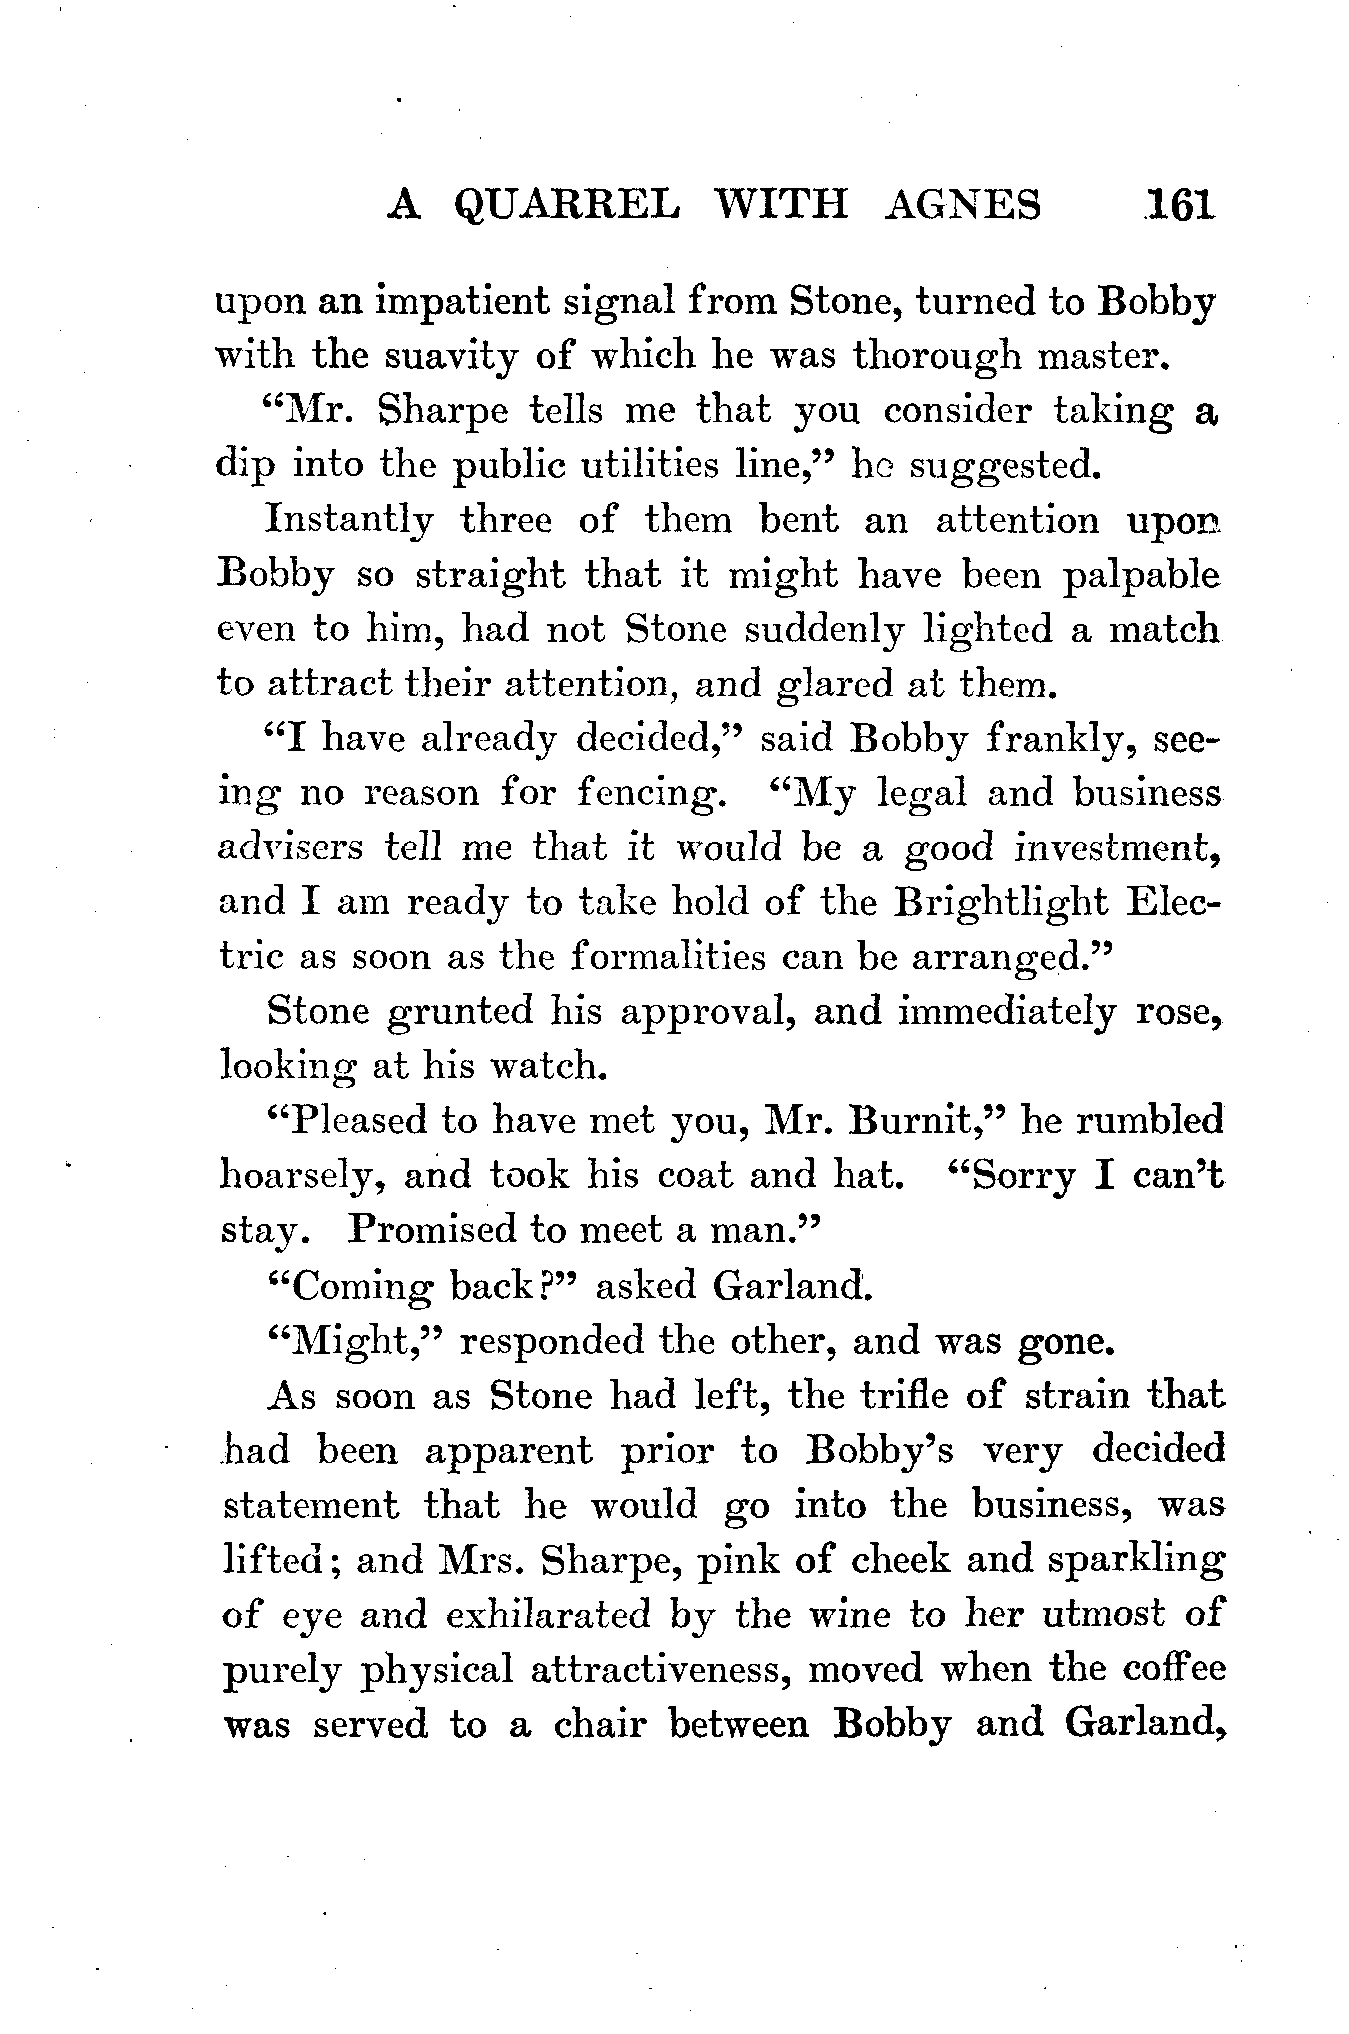 A QUARREL WITH AGNES 161
upon an impatient signal from Stone, turned to Bobby
with the suavity of which he was thorough master.
“Mr. Sharpe tells me that you consider taking a
dip into the public utilities line,” he suggested.
Instantly three of them bent an attention upon
Bobby so straight that it might have been palpable
even to him, had not Stone suddenly lighted a match
to attract their attention, and glared at them.
“I have already decided,” said Bobby frankly, see-
ing no reason for fencing. “My legal and business
advisers tell me that it would be a good investment,
and I am ready to take hold of the Brightlight Elec-
tric as soon as the formalities can be arranged.”
Stone grunted his approval, and immediately rose,
looking at his watch.
“Pleased to have met you, Mr. Burnit,” he rumbled
hoarsely, and took his coat and hat. “Sorry I can’t
stay. Promised to meet a man.”
“Coming back?” asked Garland.
“Might,” responded the other, and was gone.
As soon as Stone had left, the trifle of strain that
had been apparent prior to Bobby’s very decided
statement that he would go into the business, was
lifted; and Mrs. Sharpe, pink of cheek and sparkling
of eye and exhilarated by the wine to her utmost of
purely physical attractiveness, moved when the coffee
was served to a chair between Bobby and Garland,